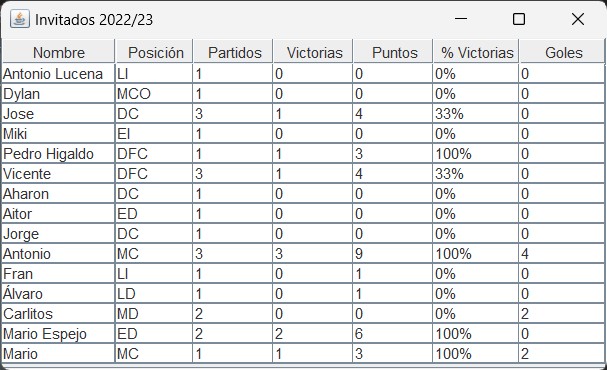 Invitados 2022/23
Nombre Posición Partidos Victorias Puntos % Victorias Goles
Antonio Lucena LI 1 0 0 0% 0
Dylan MCO 1 0 0 0% 0
Jose DC 3 1 4 33% 0
Miki EI 1 0 0 0% 0
Pedro Higaldo DFC 1 1 3 100% 0
Vicente DFC 3 1 4 33% 0
Aharon DC 1 0 0 0% 0
Aitor ED 1 0 0 0% 0
Jorge DC 1 0 0 0% 0
Antonio MC 3 3 9 100% 4
Fran LI 1 0 1 0% 0
Álvaro LD 1 0 1 0% 0
Carlitos MD 2 0 0 0% 2
Mario Espejo ED 2 2 6 100% 0
Mario MC 1 1 3 100% 2